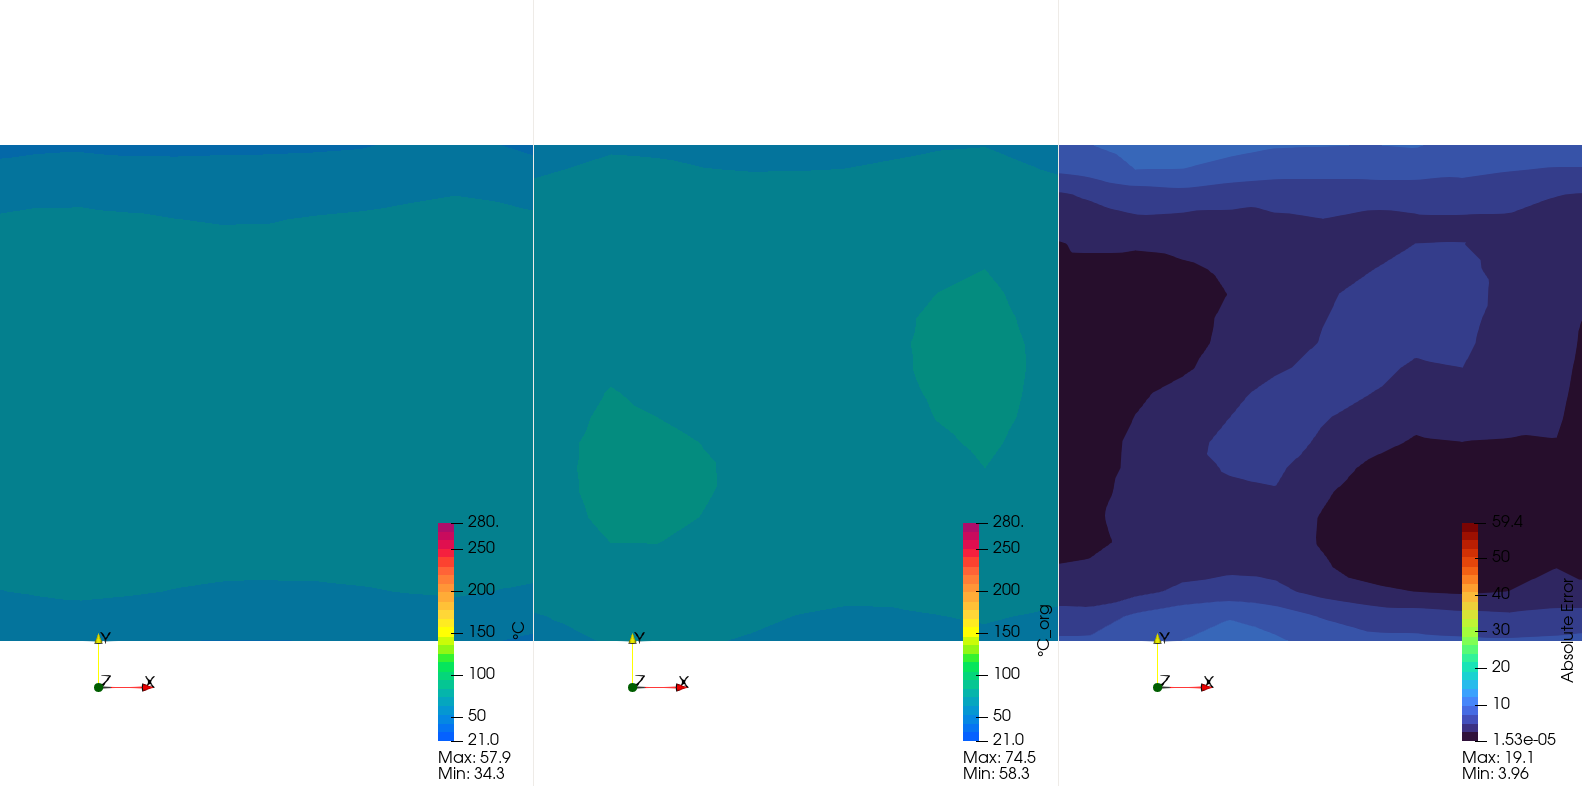 280.
250
200
150
100
50
21.0
°C
Max: 57.9
Min: 34.3
Y
Z
X
280.
250
200
150
100
50
21.0
°C_org
Max: 74.5
Min: 58.3
Y
Z
X
59.4
50
40
30
20
10
1.53e-05
Absolute Error
Max: 19.1
Min: 3.96
Y
Z
X